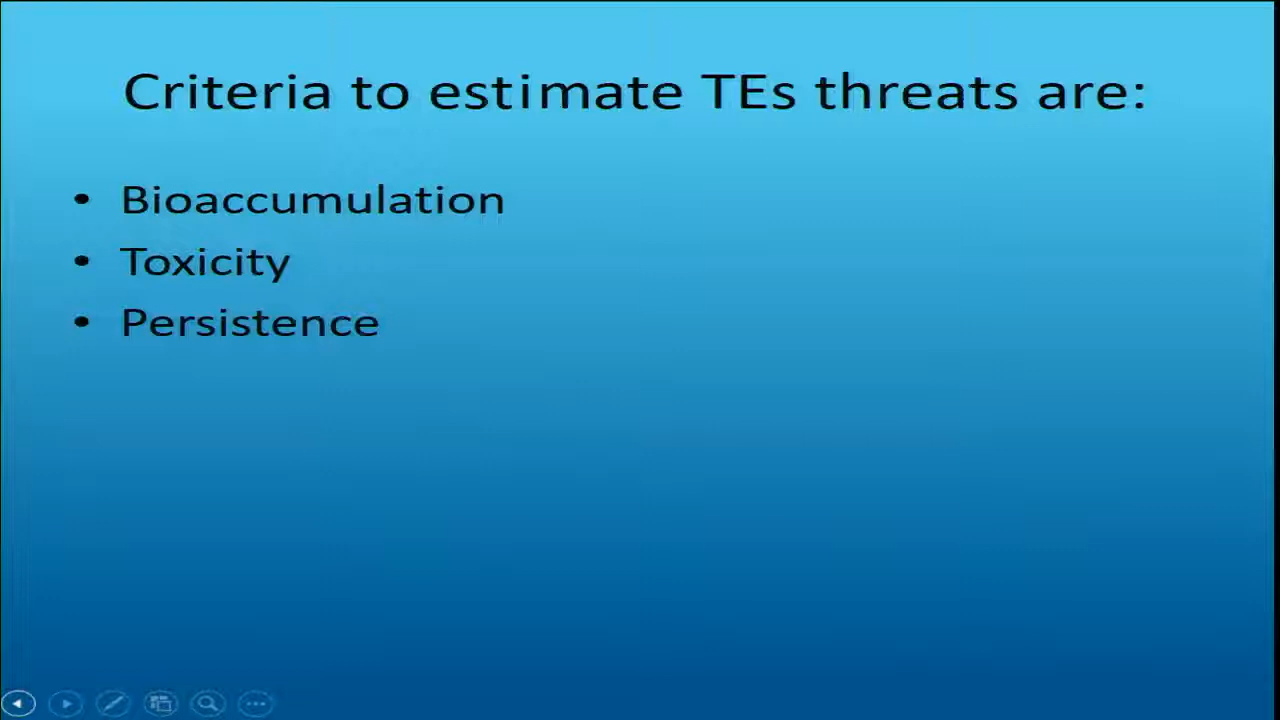 Criteria to estimate TEs threats are:
• Bioaccumulation
• Toxicity
• Persistence